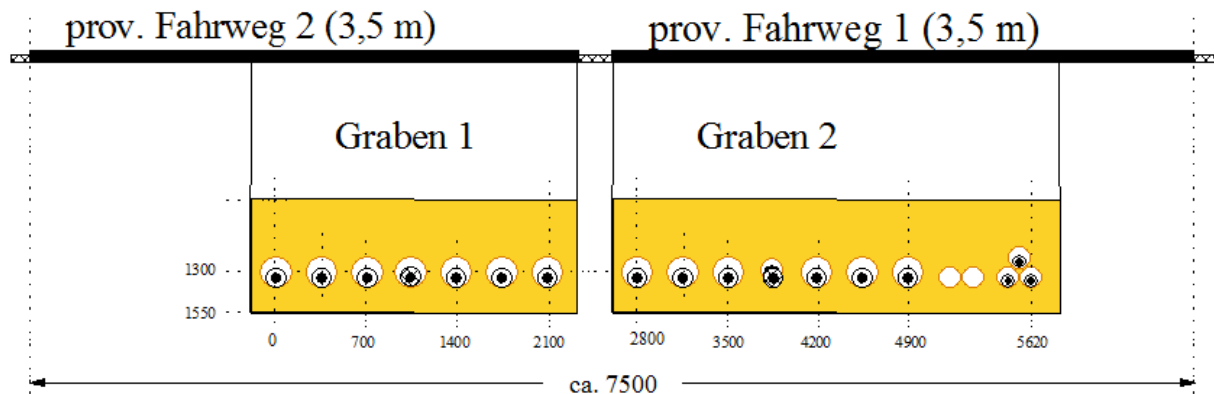 prov. Fahrweg 2 (3,5 m) prov. Fahrweg 1 (3,5 m)
Graben 1 Graben 2
1300
1550
0 700 1400 2100 2800 3500 4200 4900 5620
ca. 7500